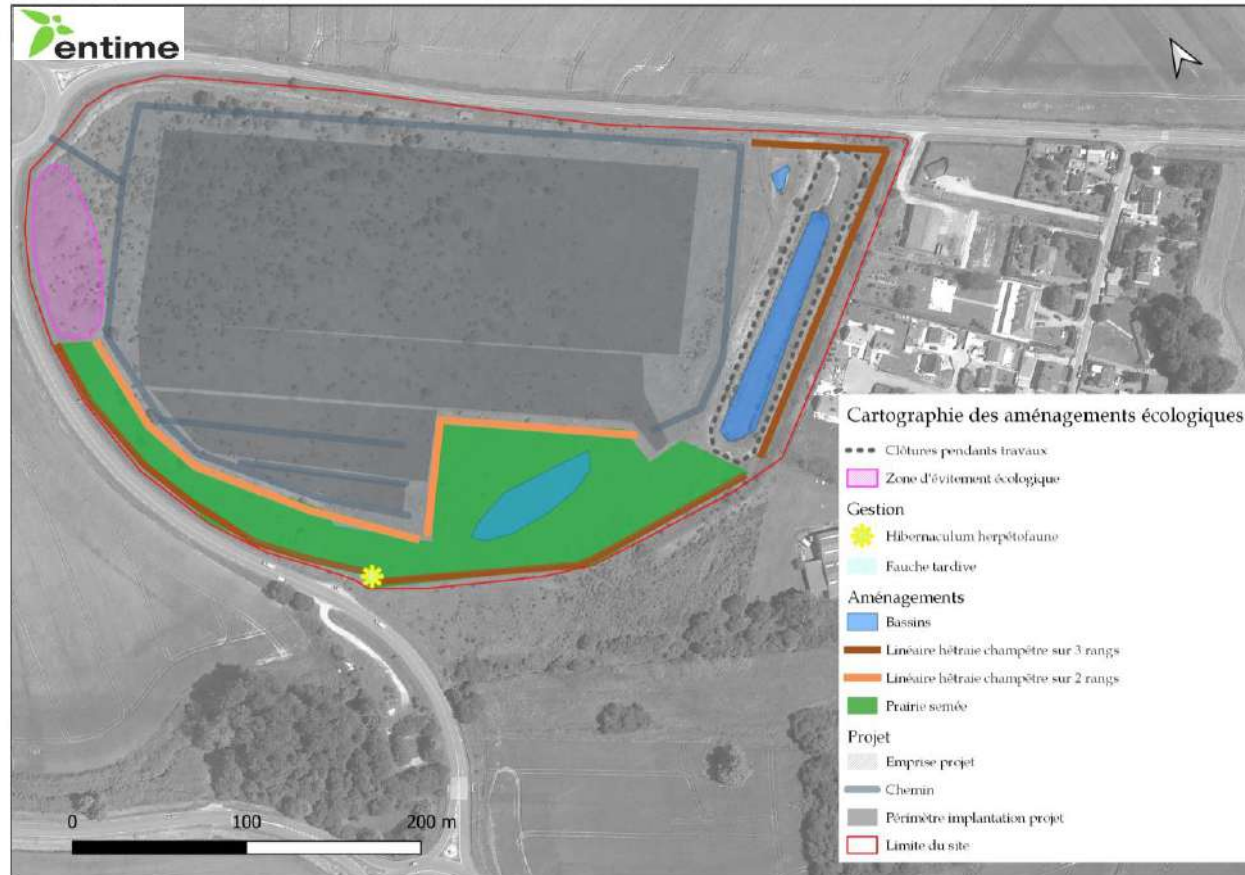 entime
Cartographie des aménagements écologiques
Clôtures pendants travaux
Zone d'évitement écologique
Gestion
Hibernaculum herpétofaune
Fauche tardive
Aménagements
Bassins
Linéaire hêtraie champêtre sur 3 rangs
Linéaire hêtraie champêtre sur 2 rangs
Prairie semée
Projet
Emprise projet
Chemin
Périmètre implantation projet
Limite du site
0 100 200 m